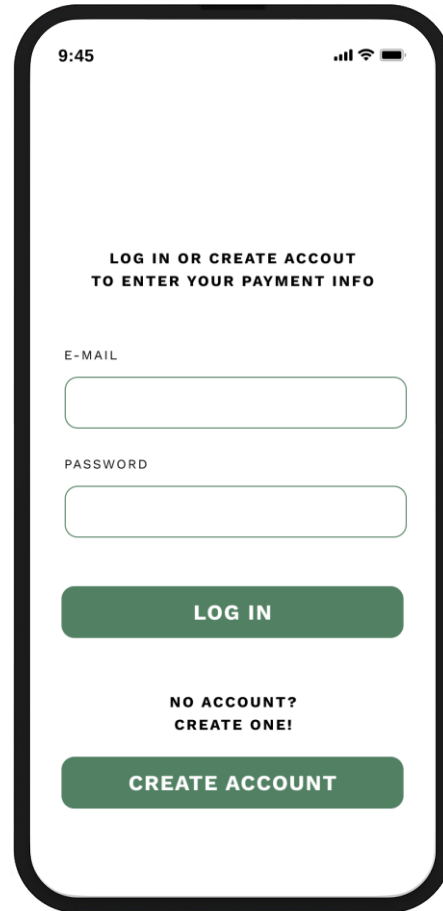 9:45
LOG IN OR CREATE ACCOUT
TO ENTER YOUR PAYMENT INFO
E-MAIL
PASSWORD
LOG IN
NO ACCOUNT?
CREATE ONE!
CREATE ACCOUNT